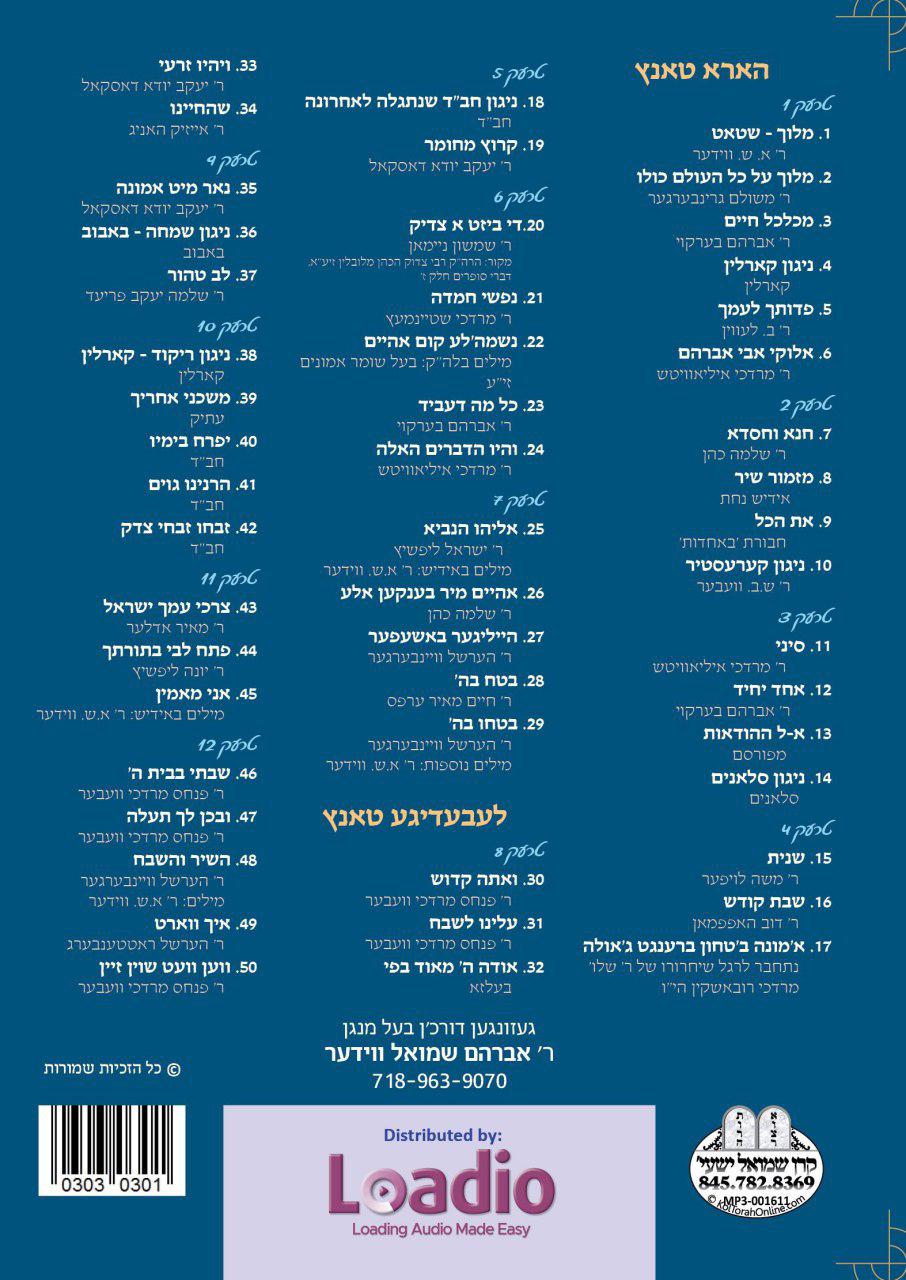 הארא טאנץ
טרעק 1
1. מלוך - שטאט
ר' א. ש. ווידער
2. מלוך על כל העולם כולו
ר' משולם גרינבערגער
3. מכלכל חיים
ר' אברהם בערקוי
4. ניגון קארלין
קארלין
5. פדותך לעמך
ר' ב. לעווין
6. אלוקי אבי אברהם
ר' מרדכי איליאוויטש
טרעק 2
7. חנא וחסדא
ר' שלמה כהן
8. מזמור שיר
אידיש נחת
9. את הכל
חבורת 'באחדות'
10. ניגון קערעסטיר
ר' ש.ב. וועבער
טרעק 3
11. סיני
ר' מרדכי איליאוויטש
12. אחד יחיד
ר' אברהם בערקוי
13. א-ל ההודאות
מפורסם
14. ניגון סלאנים
סלאנים
טרעק 4
15. שנית
ר' משה לויפער
16. שבת קודש
ר' דוב האפפמאן
17. א'מונה ב'טחון ברענגט ג'אולה
נתחבר לרגל שיחרורו של ר' שלו'
מרדכי רובאשקין הי"ו
טרעק 5
18. ניגון חב"ד שנתגלה לאחרונה
חב"ד
19. קרוץ מחומר
ר' יעקב יודא דאסקאל
טרעק 6
20. די ביזט א צדיק
ר' שמשון ניימאן
מקור: הרה"ק רבי צדוק הכהן מלובלין זיע"א,
דברי סופרים חלק ז'
21. נפשי חמדה
ר' מרדכי שטיינמעץ
22. נשמה'לע קום אהיים
מילים בלה"ק: בעל שומר אמונים
זי"ע
23. כל מה דעביד
ר' אברהם בערקוי
24. והיו הדברים האלה
ר' מרדכי איליאוויטש
טרעק 7
25. אליהו הנביא
ר' ישראל ליפשיץ
מילים באידיש: ר' א.ש. ווידער
26. אהיים מיר בענקען אלע
ר' שלמה כהן
27. הייליגער באשעפער
ר' הערשל וויינבערגער
28. בטח בה'
ר' חיים מאיר ערפס
29. בטחו בה'
ר' הערשל וויינבערגער
מילים נוספות: ר' א.ש. ווידער
לעבעדיגע טאנץ
טרעק 8
30. ואתה קדוש
ר' פנחס מרדכי וועבער
31. עלינו לשבח
ר' פנחס מרדכי וועבער
32. אודה ה' מאוד בפי
בעלזא
33. ויהיו זרעי
ר' יעקב יודא דאסקאל
34. שהחיינו
ר' אייזיק האניג
טרעק 9
35. נאר מיט אמונה
ר' יעקב יודא דאסקאל
36. ניגון שמחה - באבוב
באבוב
37. לב טהור
ר' שלמה יעקב פריעד
טרעק 10
38. ניגון ריקוד - קארלין
קארלין
39. משכני אחריך
עתיק
40. יפרח בימיו
חב"ד
41. הרנינו גוים
חב"ד
42. זבחו זבחי צדק
חב"ד
טרעק 11
43. צרכי עמך ישראל
ר' מאיר אדלער
44. פתח לבי בתורתך
ר' יונה ליפשיץ
45. אני מאמין
מילים באידיש: ר' א.ש. ווידער
טרעק 12
46. שבתי בבית ה'
ר' פנחס מרדכי וועבער
47. ובכן לך תעלה
ר' פנחס מרדכי וועבער
48. השיר והשבח
ר' הערשל וויינבערגער
מילים: ר' א.ש. ווידער
49. איך ווארט
ר' הערשל ראטטענבערג
50. ווען וועט שוין זיין
ר' פנחס מרדכי וועבער
געזונגען דורכ'ן בעל מנגן
ר' אברהם שמואל ווידער
718-963-9070
© כל הזכיות שמורות
0303 0301
Distributed by:
Loadio
Loading Audio Made Easy
קרן שמואל ישעי'
845.782.8369
MP3-001611
© KolTorahOnline.com